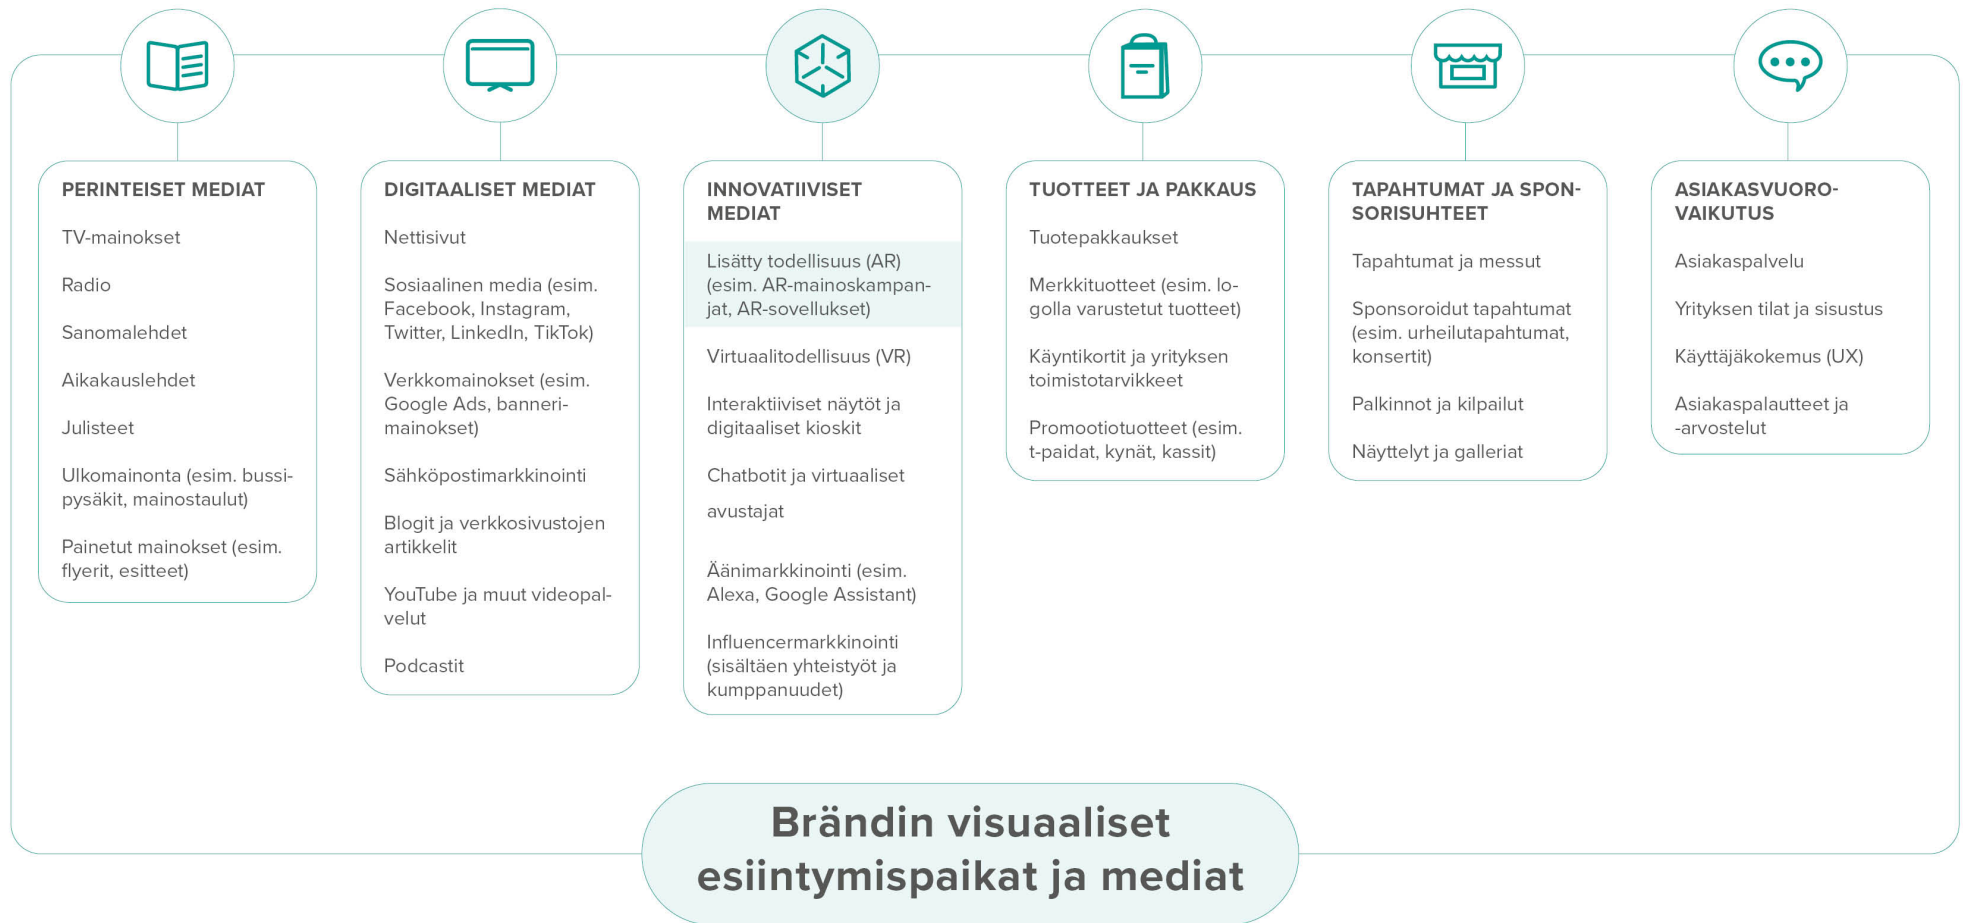 PERINTEISET MEDIAT
TV-mainokset
Radio
Sanomalehdet
Aikakauslehdet
Julisteet
Ulkomainonta (esim. bussi-
pysäkit, mainostaulut)
Painetut mainokset (esim.
flyerit, esitteet)
DIGITAALISET MEDIAT
Nettisivut
Sosiaalinen media (esim.
Facebook, Instagram,
Twitter, LinkedIn, TikTok)
Verkkomainokset (esim.
Google Ads, banneri-
mainokset)
Sähköpostimarkkinointi
Blogit ja verkkosivustojen
artikkelit
YouTube ja muut videopal-
velut
Podcastit
INNOVATIIVISET
MEDIAT
Lisätty todellisuus (AR)
(esim. AR-mainoskampan-
jat, AR-sovellukset)
Virtuaalitodellisuus (VR)
Interaktiiviset näytöt ja
digitaaliset kioskit
Chatbotit ja virtuaaliset
avustajat
Äänimarkkinointi (esim.
Alexa, Google Assistant)
Influencermarkkinointi
(sisältäen yhteistyöt ja
kumppanuudet)
TUOTTEET JA PAKKAUS
Tuotepakkaukset
Merkkituotteet (esim. lo-
golla varustetut tuotteet)
Käyntikortit ja yrityksen
toimistotarvikkeet
Promootiotuotteet (esim.
t-paidat, kynät, kassit)
TAPAHTUMAT JA SPON-
SORISUHTEET
Tapahtumat ja messut
Sponsoroidut tapahtumat
(esim. urheilutapahtumat,
konsertit)
Palkinnot ja kilpailut
Näyttelyt ja galleriat
ASIAKASVUORO-
VAIKUTUS
Asiakaspalvelu
Yrityksen tilat ja sisustus
Käyttäjäkokemus (UX)
Asiakaspalautteet ja
-arvostelut
Brändin visuaaliset
esiintymispaikat ja mediat